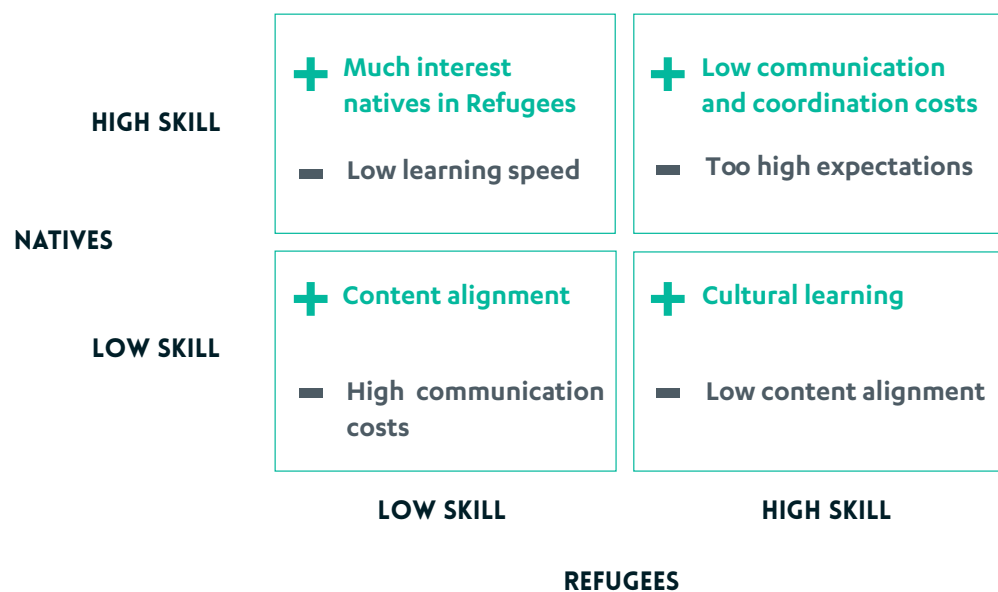 + Much interest
natives in Refugees
+ Low communication
and coordination costs
HIGH SKILL
- Low learning speed
- Too high expectations
NATIVES
+ Content alignment
+ Cultural learning
LOW SKILL
- High communication
costs
- Low content alignment
LOW SKILL
HIGH SKILL
REFUGEES